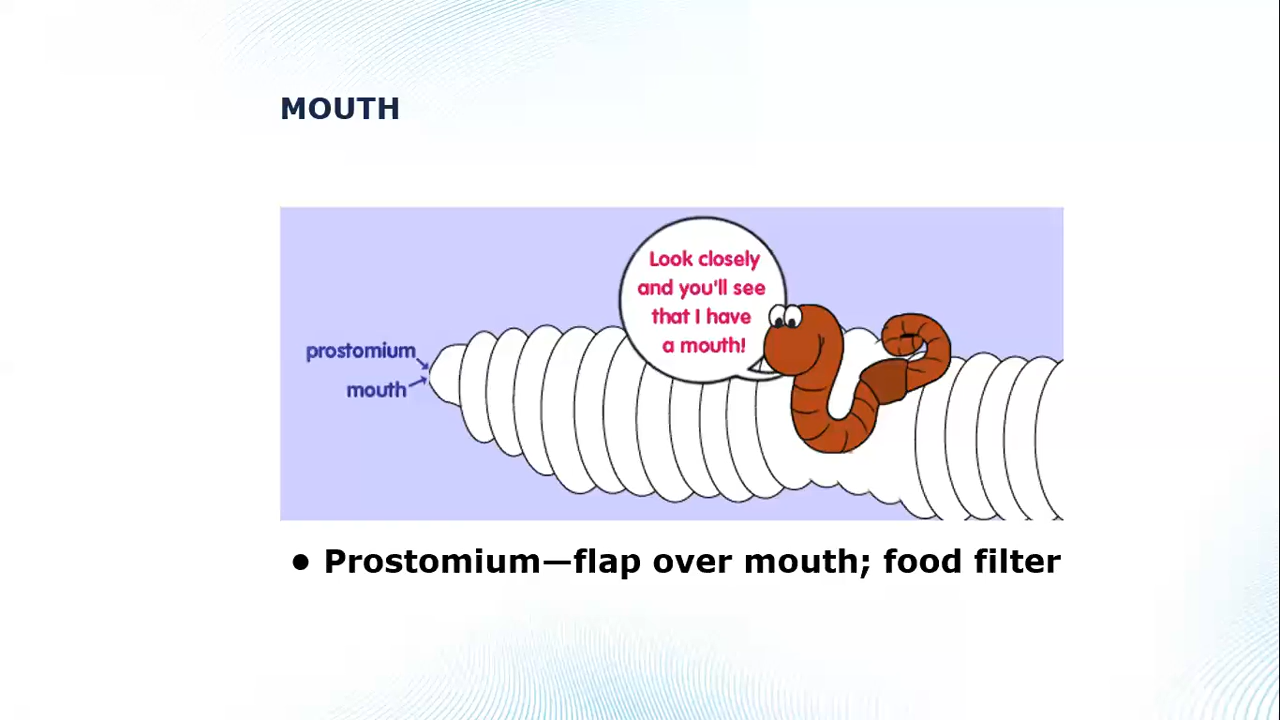 MOUTH
Look closely
and you'll see
that I have
a mouth!
prostomium
mouth
• Prostomium—flap over mouth; food filter